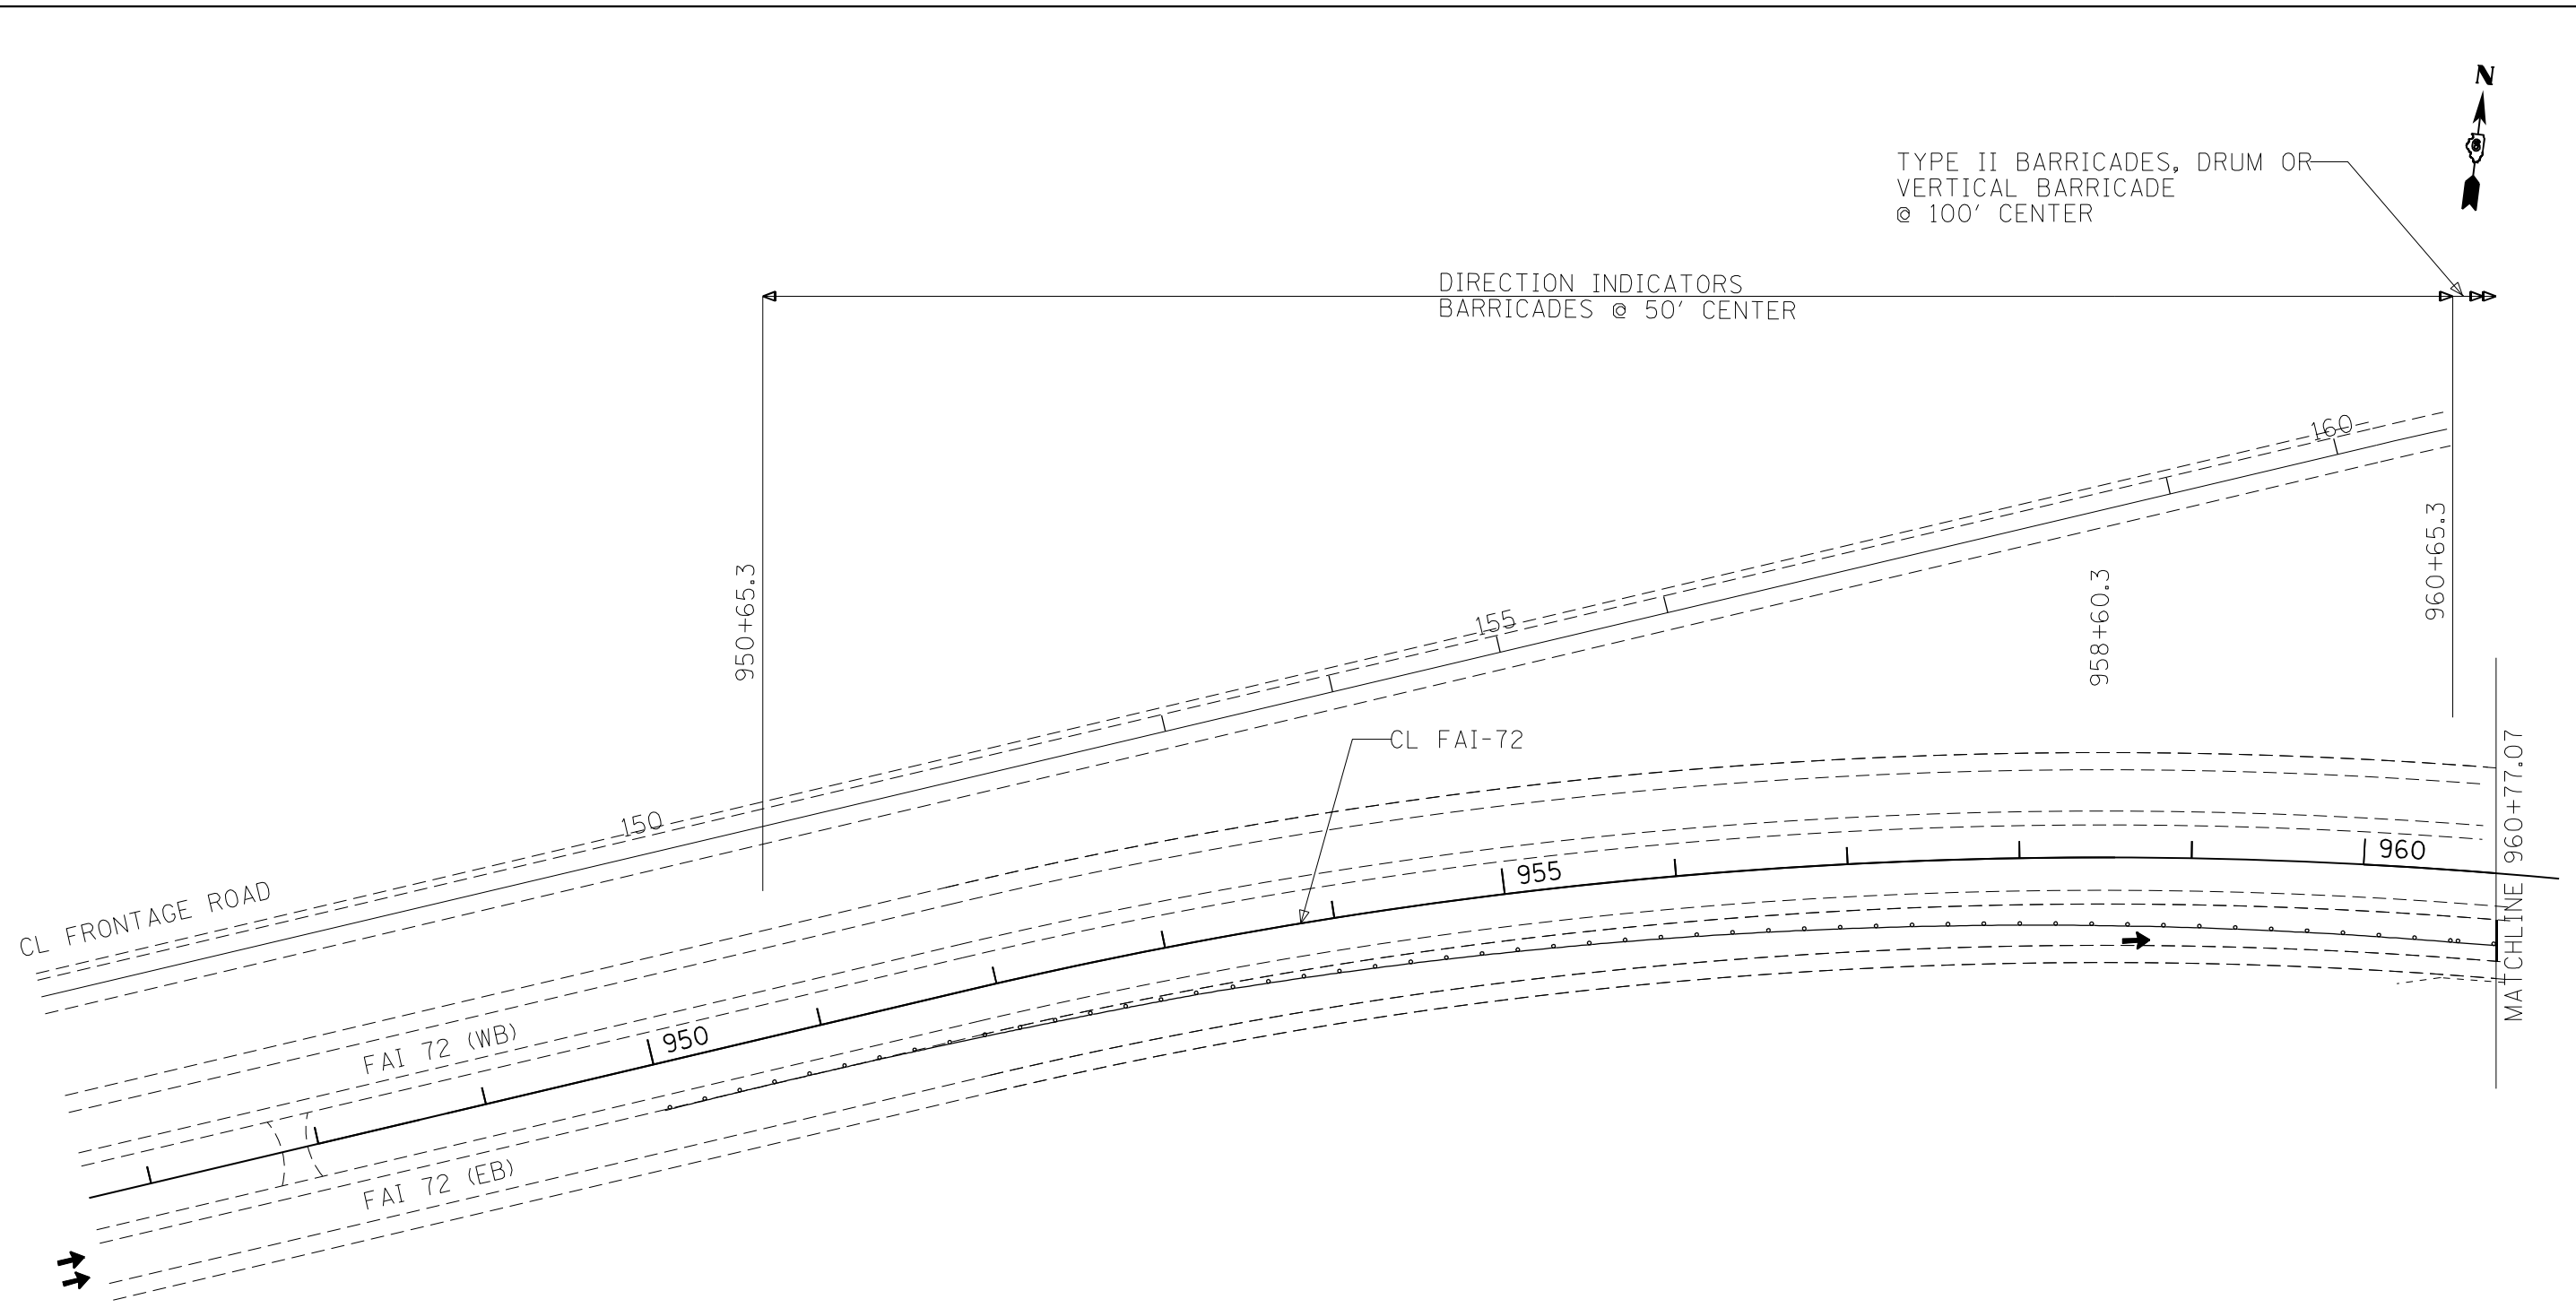 N
TYPE II BARRICADES, DRUM OR
VERTICAL BARRICADE
@ 100' CENTER
DIRECTION INDICATORS
BARRICADES @ 50' CENTER
160
960+65.3
950+65.3
958+60.3
155
CL FAI-72
MATCHLINE 960+77.07
150
960
955
CL FRONTAGE ROAD
FAI 72 (WB)
950
FAI 72 (EB)